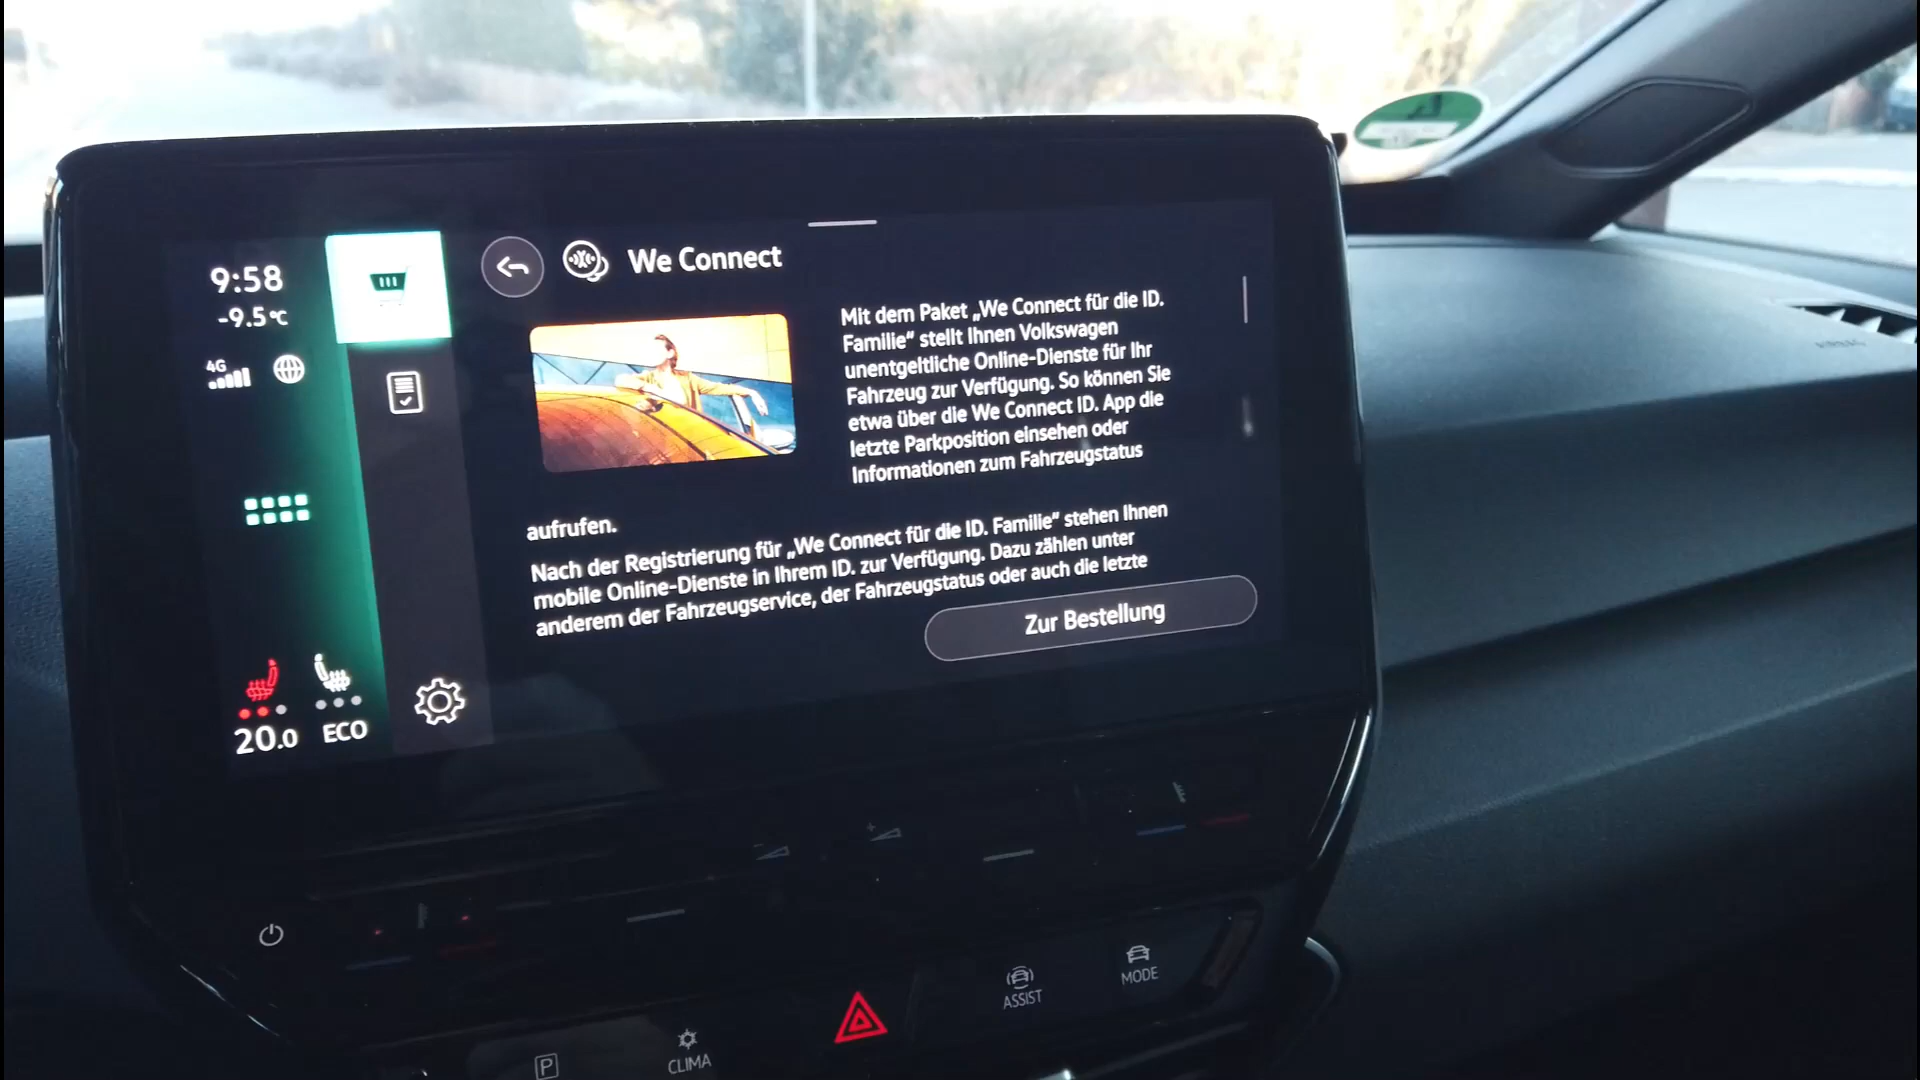 9:58
-9.5°C
4G
We Connect
Mit dem Paket „We Connect für die ID.
Familie“ stellt Ihnen Volkswagen
unentgeltliche Online-Dienste für Ihr
Fahrzeug zur Verfügung. So können Sie
etwa über die We Connect ID. App die
letzte Parkposition einsehen oder
Informationen zum Fahrzeugstatus
aufrufen.
Nach der Registrierung für „We Connect für die ID. Familie“ stehen Ihnen
mobile Online-Dienste in Ihrem ID. zur Verfügung. Dazu zählen unter
anderem der Fahrzeugservice, der Fahrzeugstatus oder auch die letzte
Zur Bestellung
20.0
ECO
ASSIST
MODE
P
CLIMA